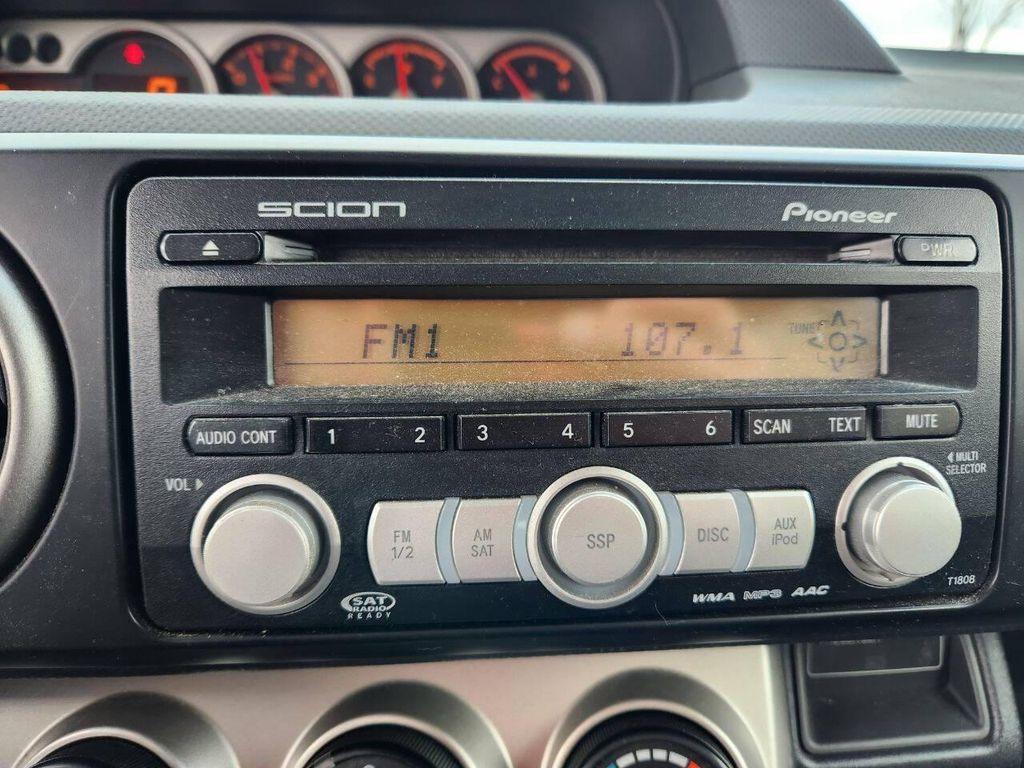 SCION
Pioneer
PWR
FM1 107.1 TUNE
AUDIO CONT 1 2 3 4 5 6 SCAN TEXT MUTE
VOL
MULTI
SELECTOR
FM
1/2
AM
SAT
SSP
DISC
AUX
iPod
T1808
SAT
RADIO
READY
WMA MP3 AAC